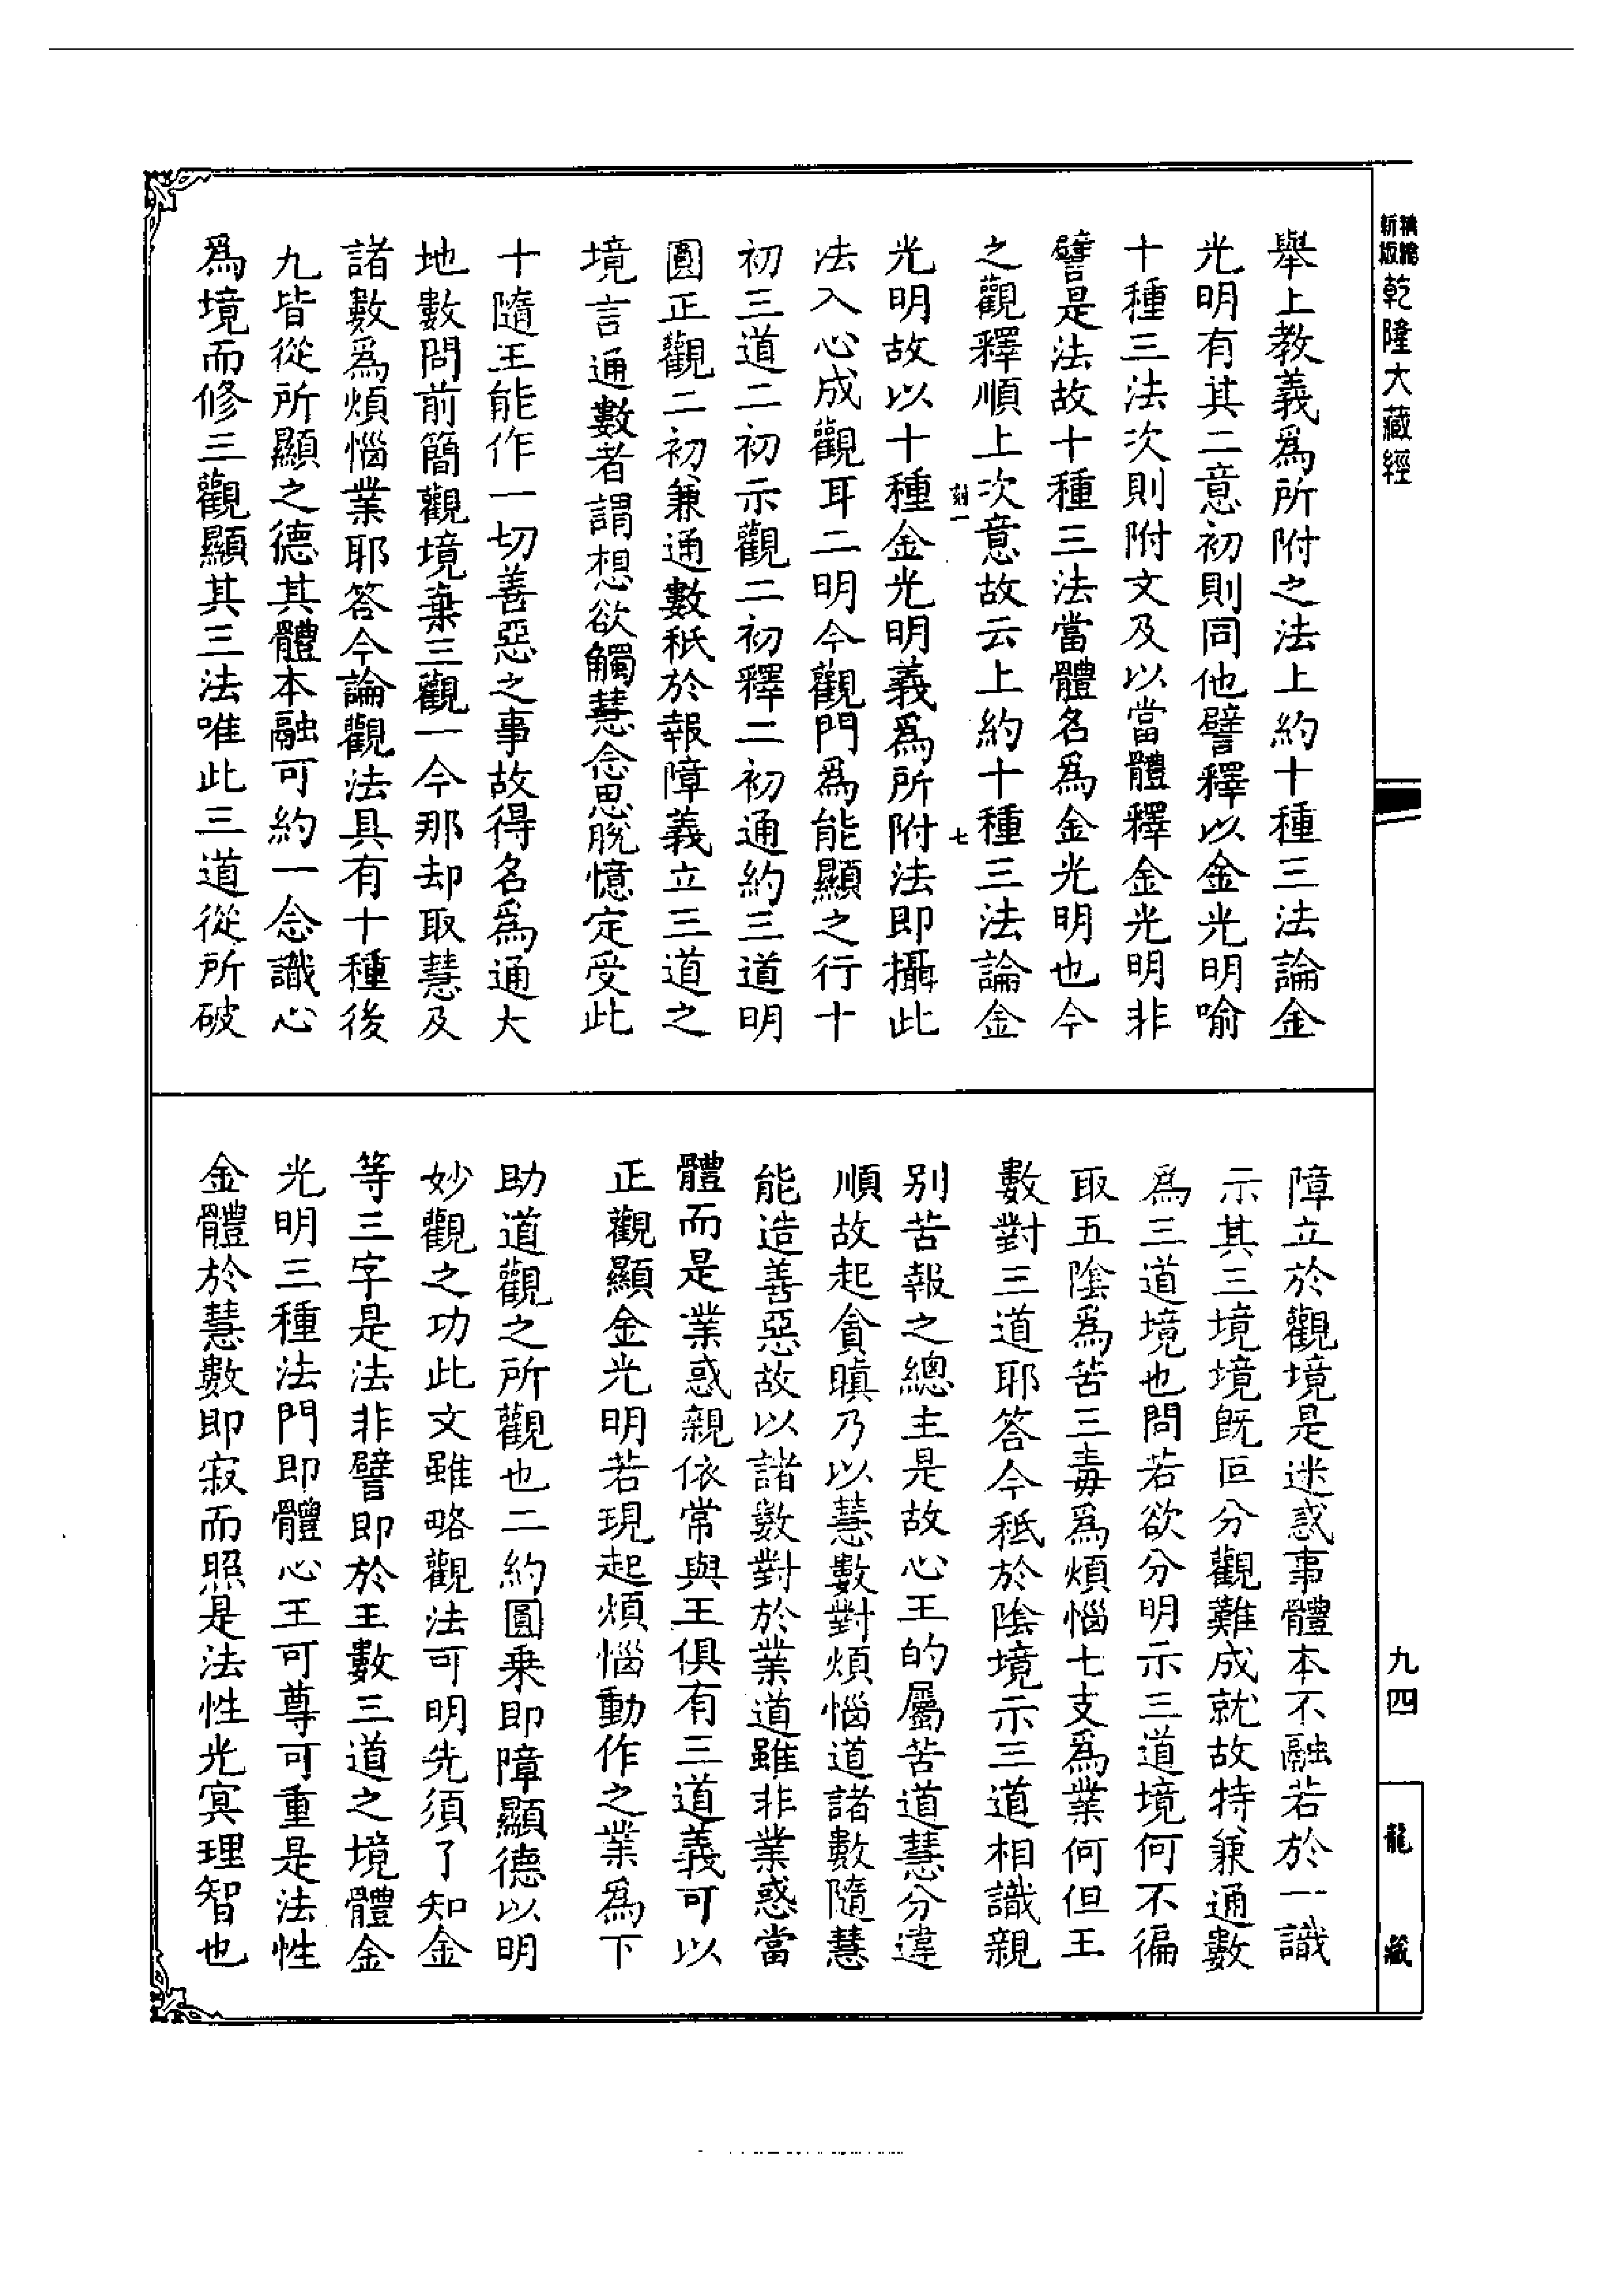 新版 精縮
乾隆大藏經
舉上教義爲所附之法上約十種三法論金
光明有其二意初則同他譬釋以金光明喻
十種三法次則附文及以當體釋金光明非
譬是法故十種三法當體名爲金光明也今
之觀釋順上次意故云上約十種三法論金
刻一 七
光明故以十種金光明義爲所附法即攝此
法入心成觀耳二明今觀門爲能顯之行十
初三道二初示觀二初釋二初通約三道明
圓正觀二初兼通數秖於報障義立三道之
境言通數者謂想欲觸慧念思脫憶定受此
十隨王能作一切善惡之事故得名爲通大
地數問前簡觀境棄三觀一今那却取慧及
諸數爲煩惱業耶答今論觀法具有十種後
九皆從所顯之德其體本融可約一念識心
爲境而修三觀顯其三法唯此三道從所破
障立於觀境是迷惑事體本不融若於一識
示其三境境既叵分觀難成就故特兼通數
爲三道境也問若欲分明示三道境何不徧
取五陰爲苦三毒爲煩惱七支爲業何但王
數對三道耶答今秖於陰境示三道相識親
別苦報之總主是故心王的屬苦道慧分違
順故起貪瞋乃以慧數對煩惱道諸數隨慧
能造善惡故以諸數對於業道雖非業惑當
體而是業惑親依常與王俱有三道義可以
正觀顯金光明若現起煩惱動作之業爲下
助道觀之所觀也二約圓乘即障顯德以明
妙觀之功此文雖略觀法可明先須了知金
等三字是法非譬即於王數三道之境體金
光明三種法門即體心王可尊可重是法性
金體於慧數即寂而照是法性光冥理智也
九四
龍藏